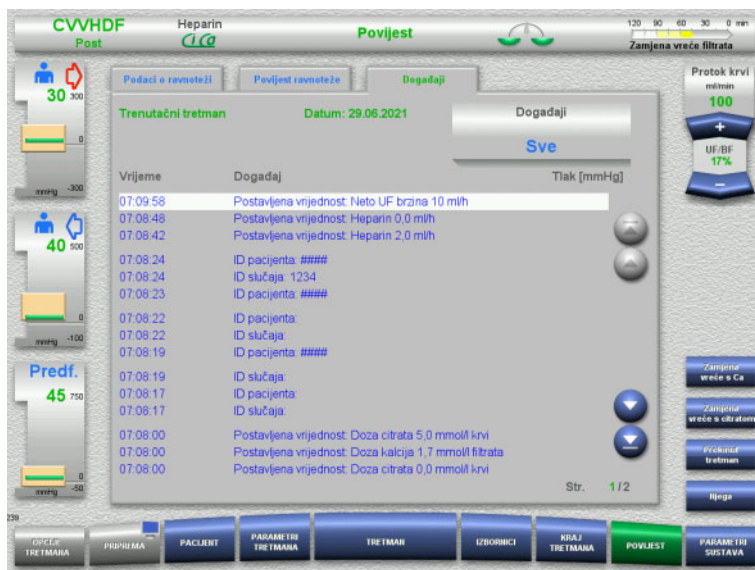 CVVHDF
Post
Heparin
Ci Ca
Povijest
120 90 60 30 0 min
Zamjena vreće filtrata
30
300
0
-300
mmHg
40
500
0
-100
mmHg
Predf.
45
750
0
-50
mmHg
Podaci o ravnoteži
Povijest ravnoteže
Događaji
Trenutačni tretman
Datum: 29.06.2021
Događaji
Sve
Vrijeme Događaj Tlak [mmHg]
07:09:58 Postavljena vrijednost: Neto UF brzina 10 ml/h
07:08:48 Postavljena vrijednost: Heparin 0,0 ml/h
07:08:42 Postavljena vrijednost: Heparin 2,0 ml/h
07:08:24 ID pacijenta: ####
07:08:24 ID slučaja: 1234
07:08:23 ID pacijenta: ####
07:08:22 ID pacijenta:
07:08:22 ID slučaja:
07:08:19 ID pacijenta: ####
07:08:19 ID slučaja:
07:08:17 ID pacijenta:
07:08:17 ID slučaja:
07:08:00 Postavljena vrijednost: Doza citrata 5,0 mmol/l krvi
07:08:00 Postavljena vrijednost: Doza kalcija 1,7 mmol/l filtrata
07:08:00 Postavljena vrijednost: Doza citrata 0,0 mmol/l krvi
Str. 1/2
Protok krvi
ml/min
100
+
UF/BF
17%
−
Zamjena
vreće s Ca
Zamjena
vreće s citratom
Prekinuf
tretman
Njega
239
OPCIJE
TRETMANA
PRIPREMA
PACIJENT
PARAMETRI
TRETMANA
TRETMAN
IZBORNICI
KRAJ
TRETMANA
POVIJEST
PARAMETRI
SUSTAVA